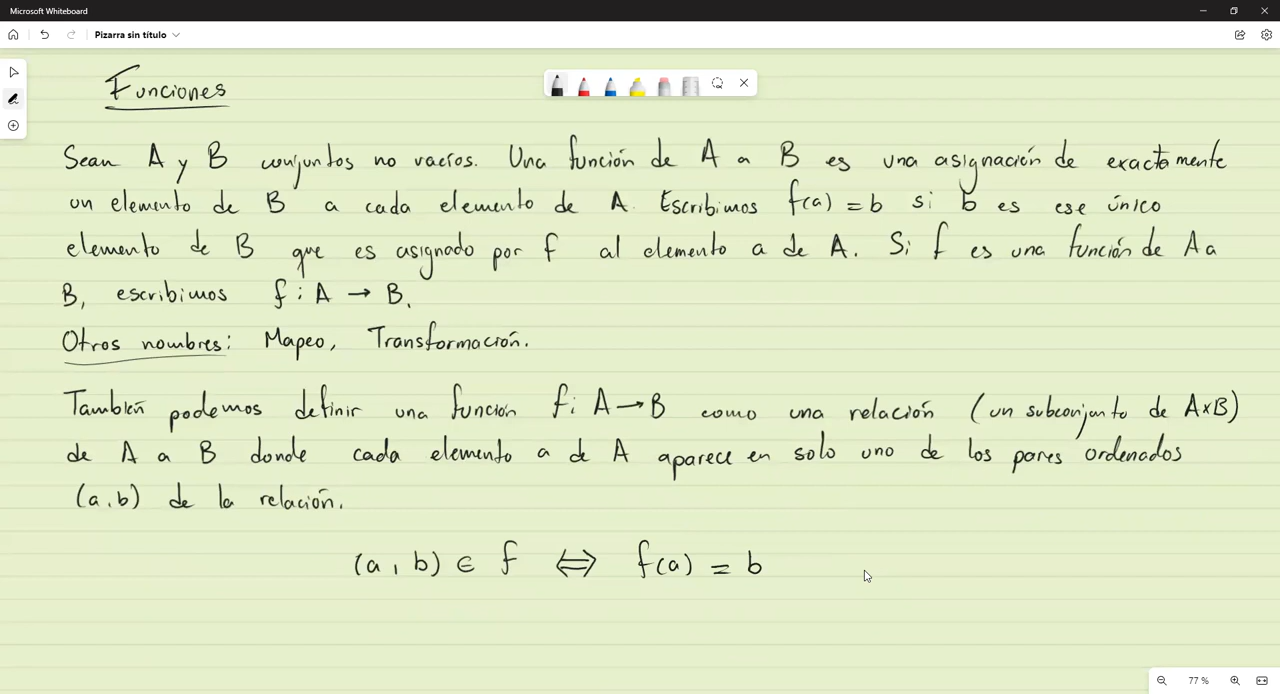 Microsoft Whiteboard
Pizarra sin título
Funciones
Sean A y B conjuntos no vacíos. Una función de A a B es una asignación de exactamente
un elemento de B a cada elemento de A. Escribimos f(a) = b si b es ese único
elemento de B que es asignado por f al elemento a de A. Si f es una función de A a
B, escribimos f: A → B.
Otros nombres: Mapeo, Transformación.
También podemos definir una función f: A → B como una relación (un subconjunto de A×B)
de A a B donde cada elemento a de A aparece en solo uno de los pares ordenados
(a, b) de la relación.
(a, b) ∈ f ⇔ f(a) = b
77 %